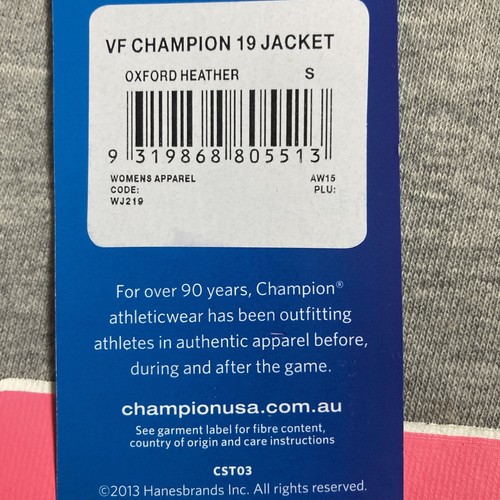 VF CHAMPION 19 JACKET
OXFORD HEATHER S
9 319868 805513
WOMENS APPAREL AW15
CODE: PLU:
WJ219
For over 90 years, Champion®
athleticwear has been outfitting
athletes in authentic apparel before,
during and after the game.
championusa.com.au
See garment label for fibre content,
country of origin and care instructions
CST03
©2013 Hanesbrands Inc. All rights reserved.